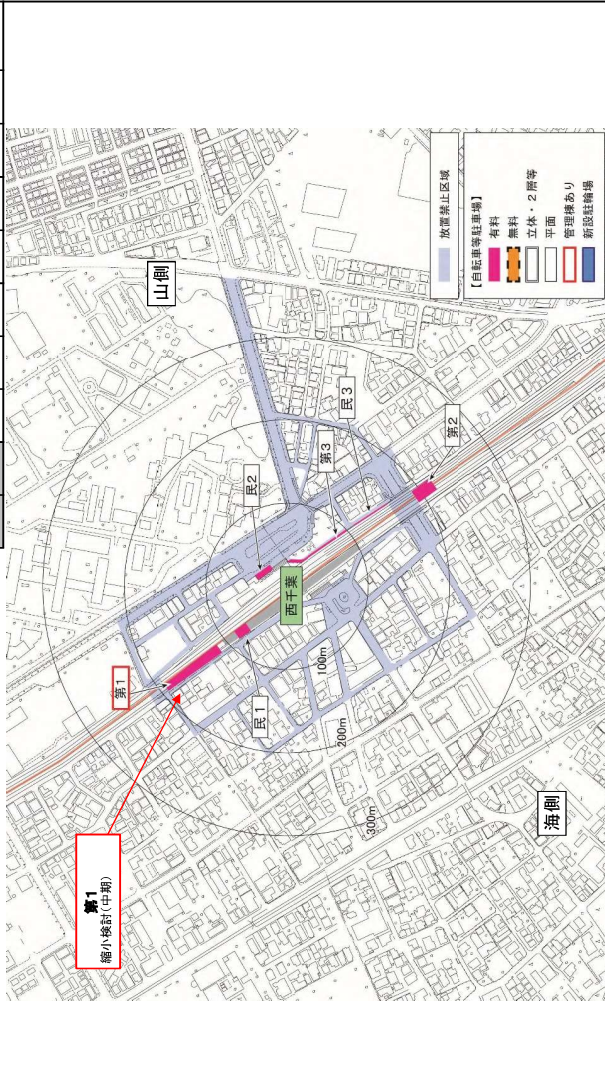 第1
縮小検討(中期)
第1
民1
民2
西千葉
第3
民3
第2
山側
海側
100m
200m
300m
放置禁止区域
【自転車等駐車場】
有料
無料
立体・2層等
平面
管理棟あり
新設駐輪場